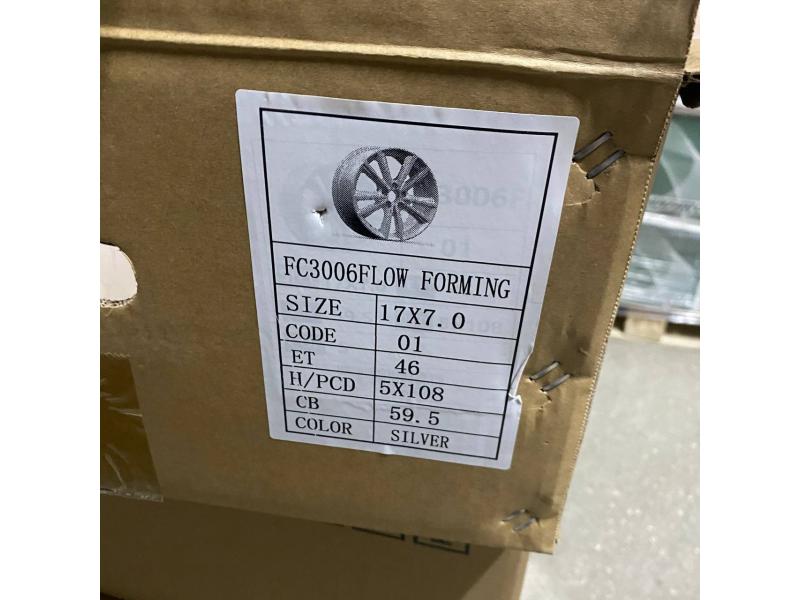 FC3006FLOW FORMING
SIZE 17X7.0
CODE 01
ET 46
H/PCD 5X108
CB 59.5
COLOR SILVER